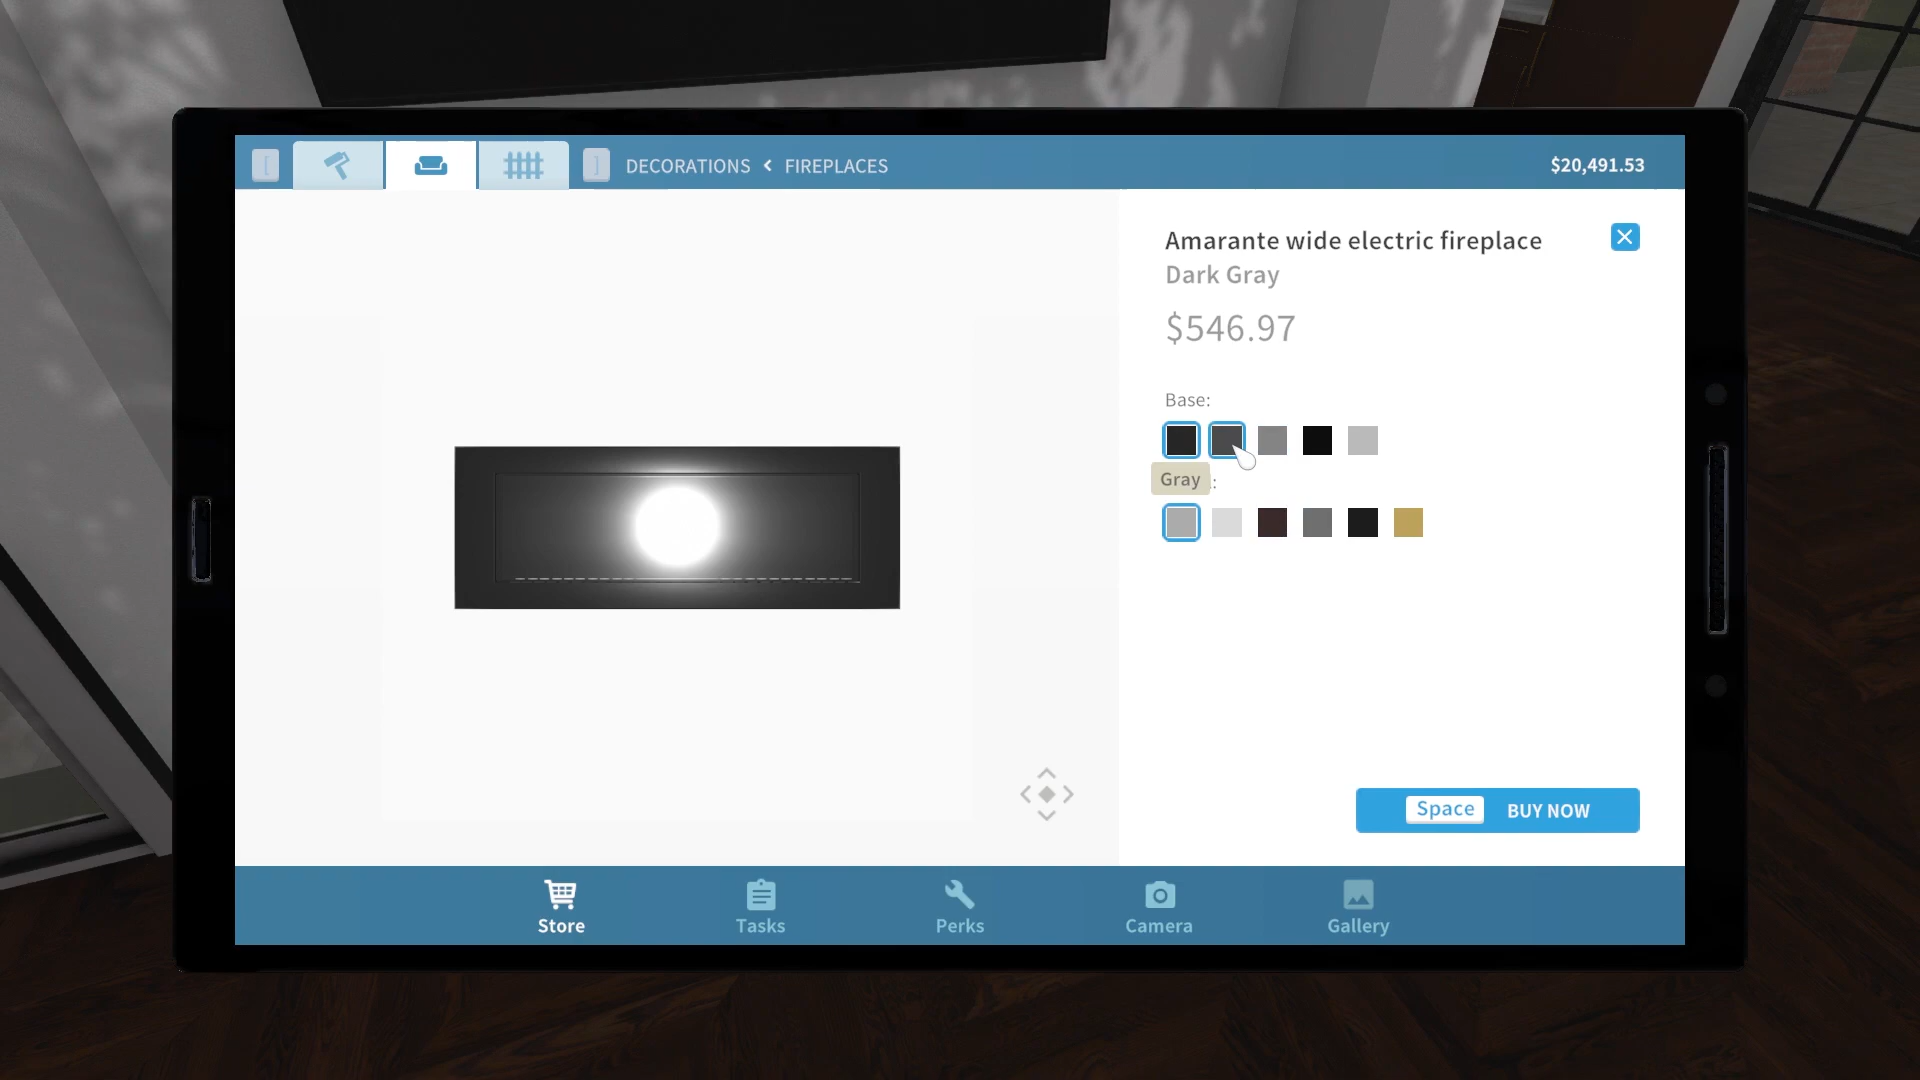 [
]
DECORATIONS < FIREPLACES
$20,491.53
Amarante wide electric fireplace
Dark Gray
$546.97
Base:
Gray
:
Space BUY NOW
Store
Tasks
Perks
Camera
Gallery